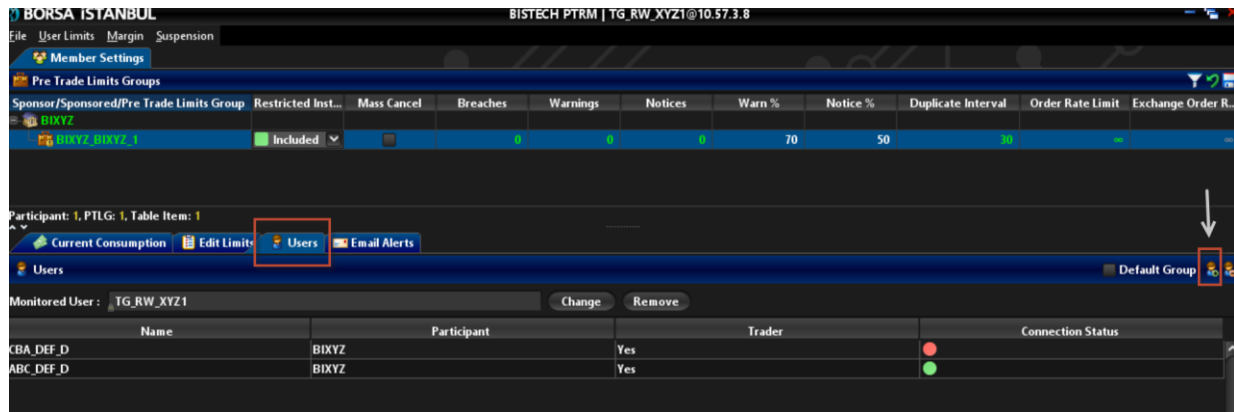 BORSA İSTANBUL
BISTECH PTRM | TG_RW_XYZ1@10.57.3.8
File User Limits Margin Suspension
Member Settings
Pre Trade Limits Groups
Sponsor/Sponsored/Pre Trade Limits Group Restricted Inst... Mass Cancel Breaches Warnings Notices Warn % Notice % Duplicate Interval Order Rate Limit Exchange Order R..
BIXYZ
BIXYZ_BIXYZ_1 Included 0 0 0 70 50 30 ∞ ∞
Participant: 1, PTLG: 1, Table Item: 1
Current Consumption Edit Limits Users Email Alerts
Users Default Group
Monitored User : TG_RW_XYZ1 Change Remove
Name Participant Trader Connection Status
CBA_DEF_D BIXYZ Yes
ABC_DEF_D BIXYZ Yes